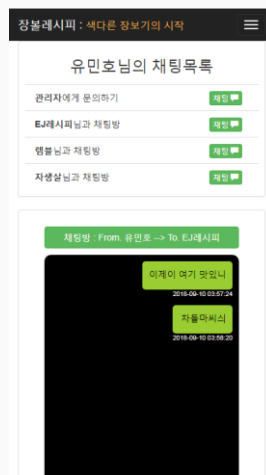 장볼레시피 : 색다른 장보기의 시작
유민호님의 채팅목록
관리자에게 문의하기 채팅
EJ레시피님과 채팅방 채팅
렘블님과 채팅방 채팅
자생살님과 채팅방 채팅
채팅방 : From. 유민호 --> To. EJ레시피
이제이 여기 맛있니
2018-09-10 03:57:24
차돌마씨싀
2018-09-10 03:58:20